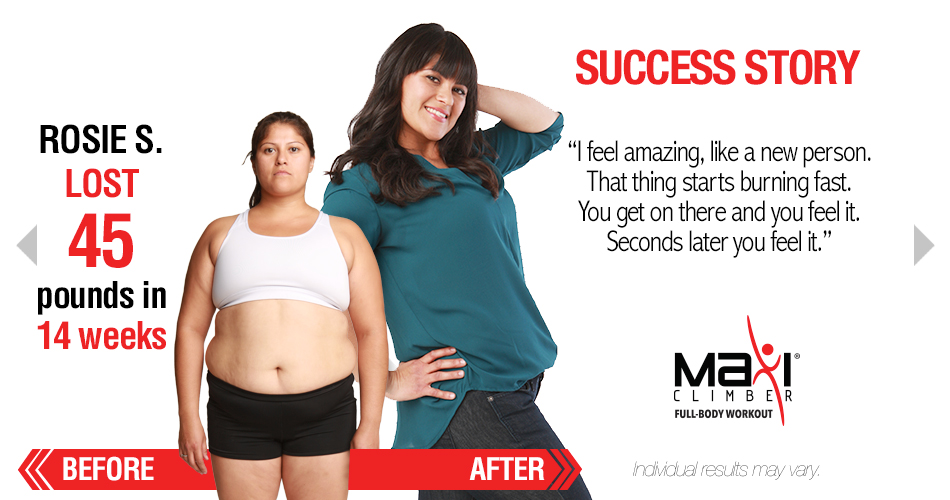 SUCCESS STORY
ROSIE S.
LOST
45
pounds in
14 weeks
“I feel amazing, like a new person.
That thing starts burning fast.
You get on there and you feel it.
Seconds later you feel it.”
MaxI®
CLIMBER
FULL-BODY WORKOUT
BEFORE
AFTER
Individual results may vary.